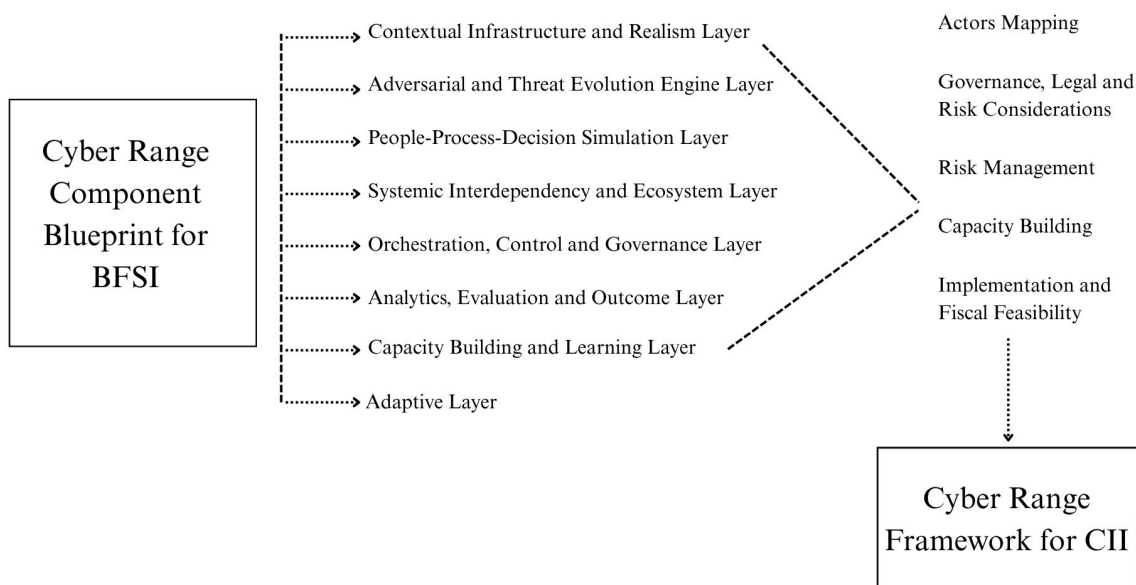 Cyber Range
Component
Blueprint for
BFSI
Contextual Infrastructure and Realism Layer
Adversarial and Threat Evolution Engine Layer
People-Process-Decision Simulation Layer
Systemic Interdependency and Ecosystem Layer
Orchestration, Control and Governance Layer
Analytics, Evaluation and Outcome Layer
Capacity Building and Learning Layer
Adaptive Layer
Actors Mapping
Governance, Legal and
Risk Considerations
Risk Management
Capacity Building
Implementation and
Fiscal Feasibility
Cyber Range
Framework for CII